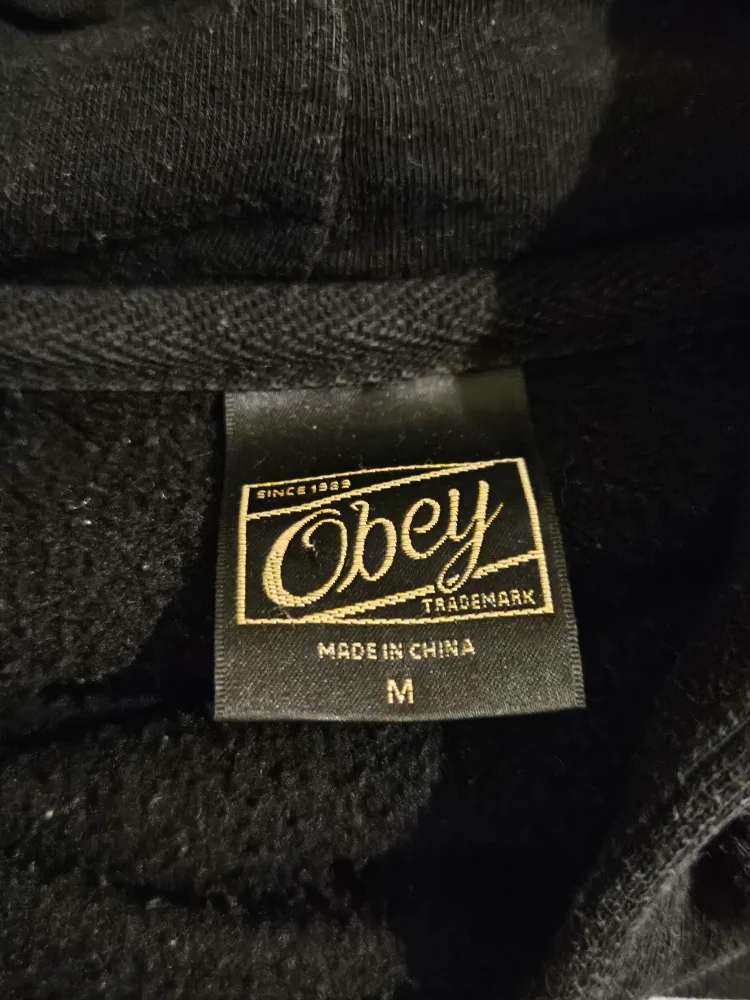 SINCE 1989
Obey
TRADEMARK
MADE IN CHINA
M